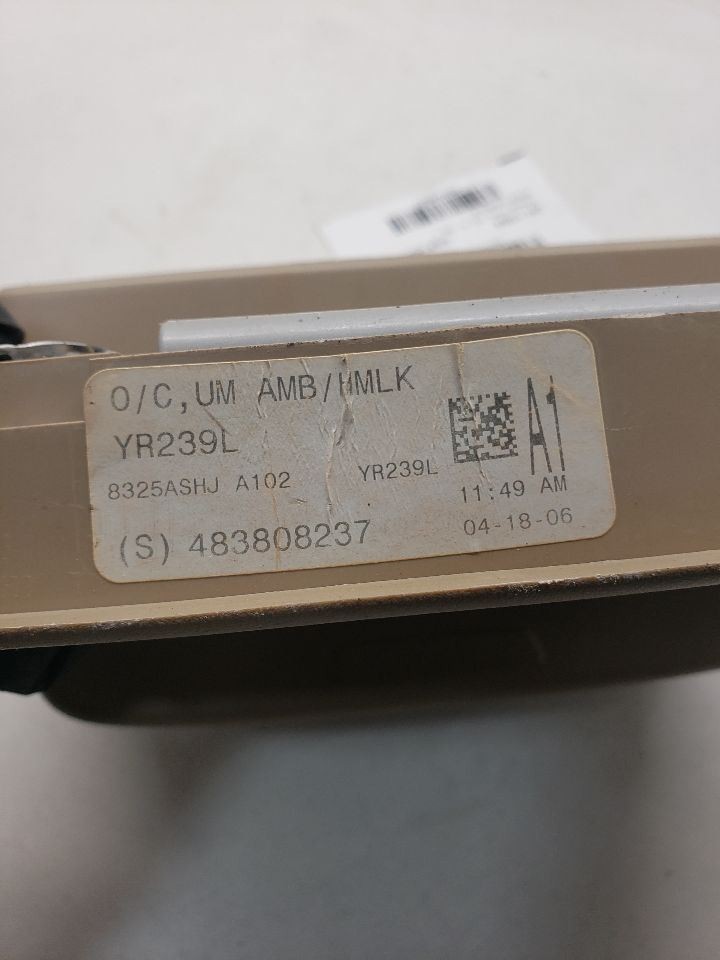 O/C,UM AMB/HMLK
YR239L
8325ASHJ A102 YR239L
A1
11:49 AM
(S) 483808237 04-18-06